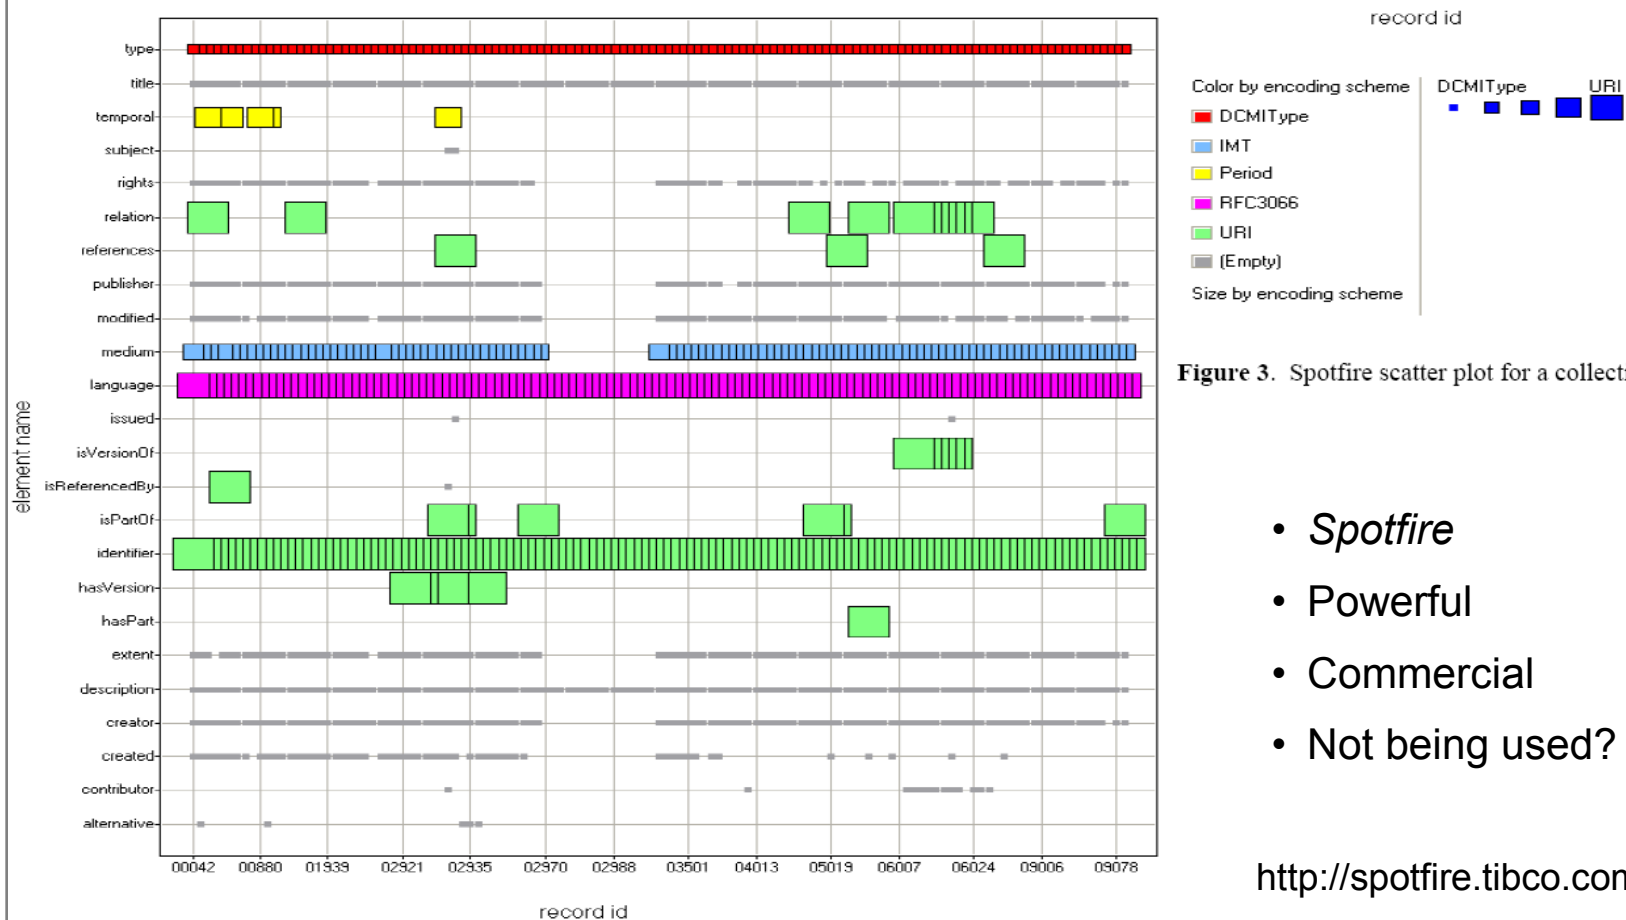 record id
type
title
temporal
subject
rights
relation
references
publisher
modified
medium
language
issued
isVersionOf
isReferencedBy
isPartOf
identifier
hasVersion
hasPart
extent
description
creator
created
contributor
alternative
element name
00042 00880 01939 02921 02935 02970 02988 03501 04013 05019 06007 06024 09006 09078
record id
Color by encoding scheme
DCMIType
IMT
Period
RFC3066
URI
(Empty)
Size by encoding scheme
DCMIType URI
Figure 3. Spotfire scatter plot for a collecti
• Spotfire
• Powerful
• Commercial
• Not being used?
http://spotfire.tibco.com